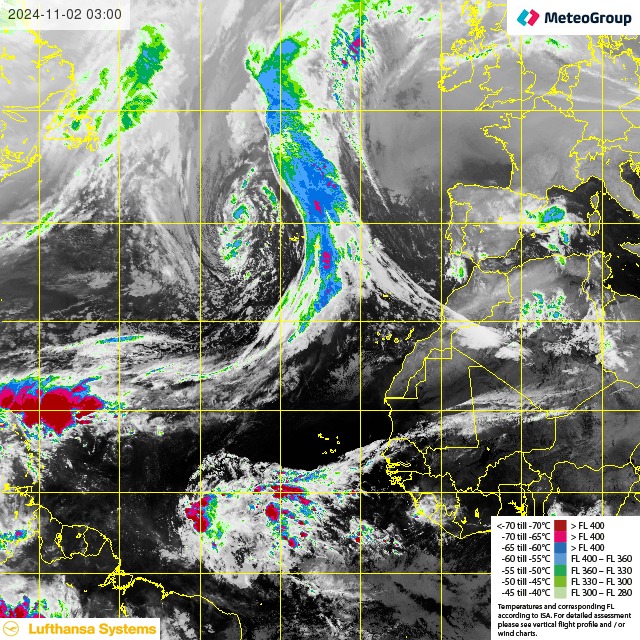 2024-11-02 03:00
MeteoGroup
<-70 till -70°C > FL 400
-70 till -65°C > FL 400
-65 till -60°C > FL 400
-60 till -55°C FL 400 – FL 360
-55 till -50°C FL 360 – FL 330
-50 till -45°C FL 330 – FL 300
-45 till -40°C FL 300 – FL 280
Temperatures and corresponding FL
according to ISA. For detailed assessment
please see vertical flight profile and / or
wind charts.
Lufthansa Systems